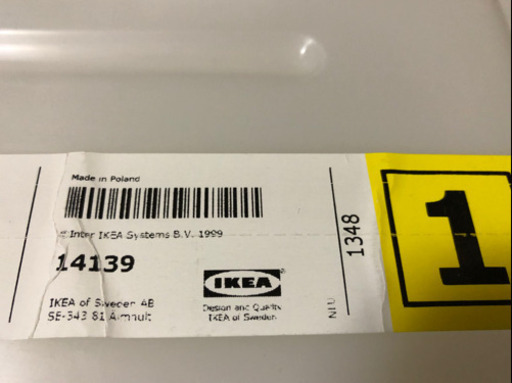 Made in Poland
© Inter IKEA Systems B.V. 1999
14139
IKEA of Sweden AB
SE-343 81 Älmhult
IKEA®
Design and Quality
IKEA of Sweden
1348
1